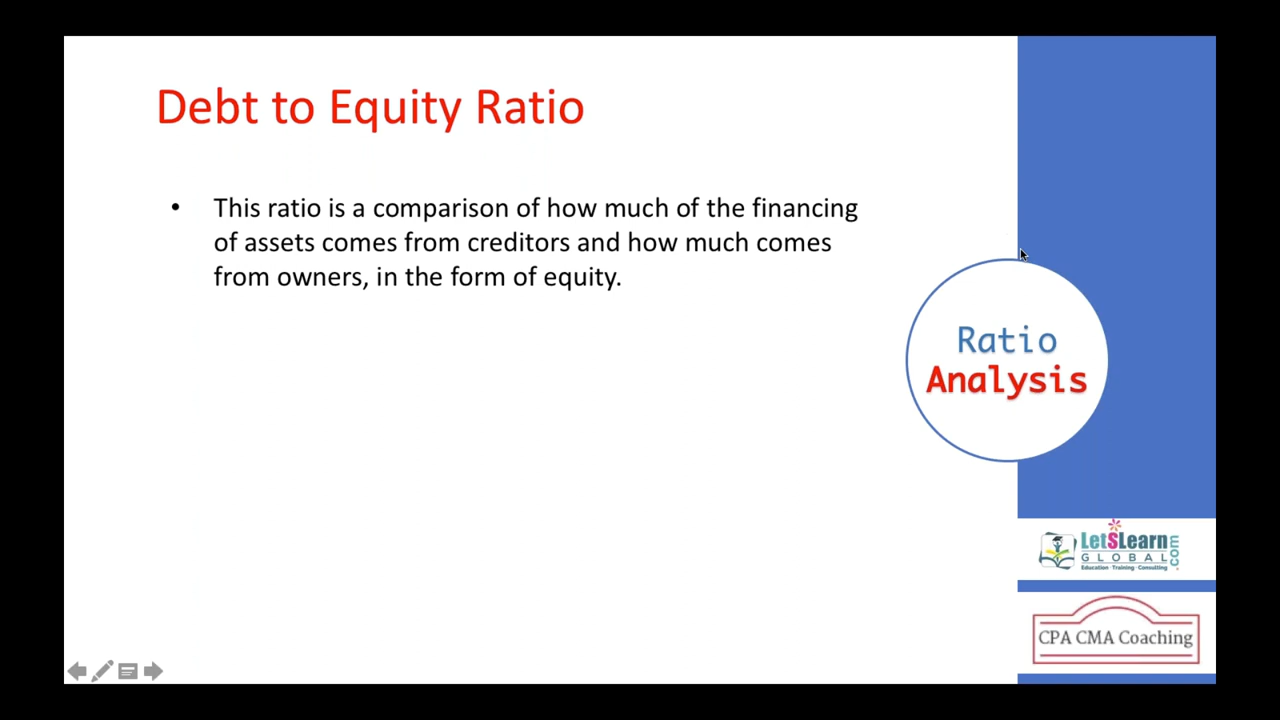 Debt to Equity Ratio
• This ratio is a comparison of how much of the financing
of assets comes from creditors and how much comes
from owners, in the form of equity.
Ratio
Analysis
LetSLearn
GLOBAL
.com
Education · Training · Consulting
CPA CMA Coaching